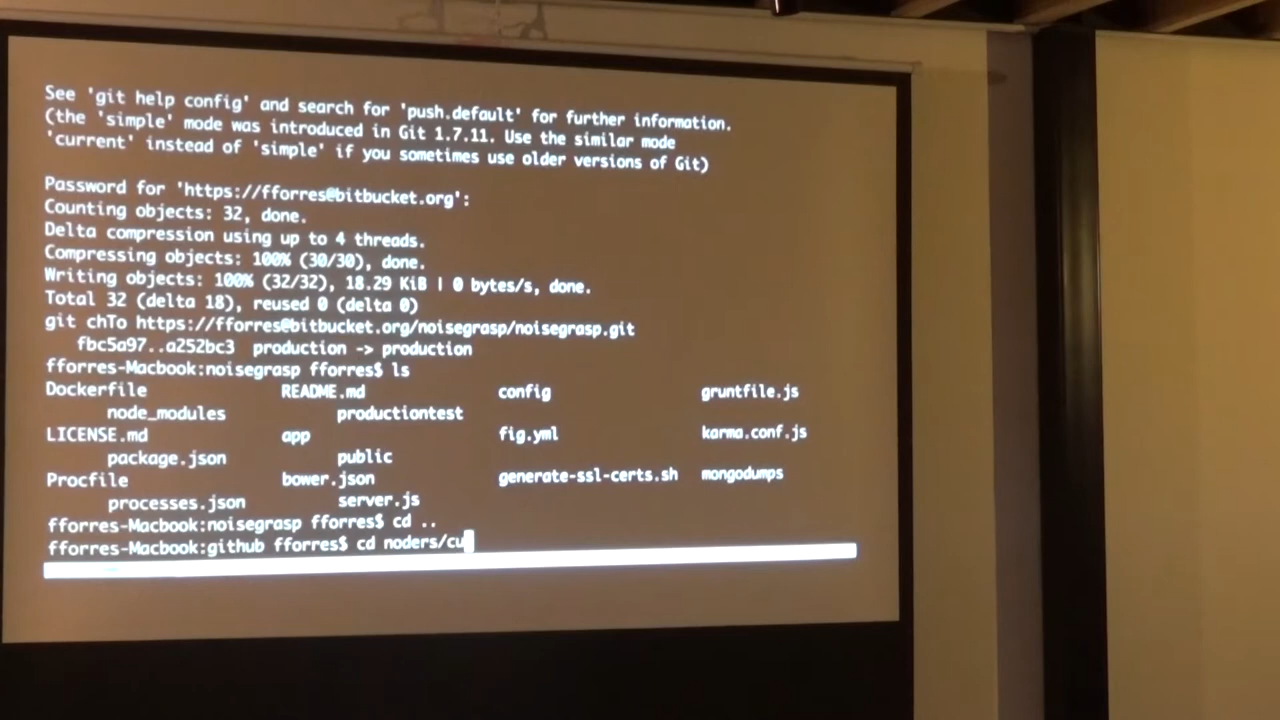 See 'git help config' and search for 'push.default' for further information.
(the 'simple' mode was introduced in Git 1.7.11. Use the similar mode
'current' instead of 'simple' if you sometimes use older versions of Git)
Password for 'https://fforres@bitbucket.org':
Counting objects: 32, done.
Delta compression using up to 4 threads.
Compressing objects: 100% (30/30), done.
Writing objects: 100% (32/32), 18.29 KiB | 0 bytes/s, done.
Total 32 (delta 18), reused 0 (delta 0)
git chTo https://fforres@bitbucket.org/noisegrasp/noisegrasp.git
fbc5a97..a252bc3 production -> production
fforres-Macbook:noisegrasp fforres$ ls
Dockerfile README.md config gruntfile.js
node_modules productiontest
LICENSE.md app fig.yml karma.conf.js
package.json public
Procfile bower.json generate-ssl-certs.sh mongodumps
processes.json server.js
fforres-Macbook:noisegrasp fforres$ cd ..
fforres-Macbook:github fforres$ cd noders/cu